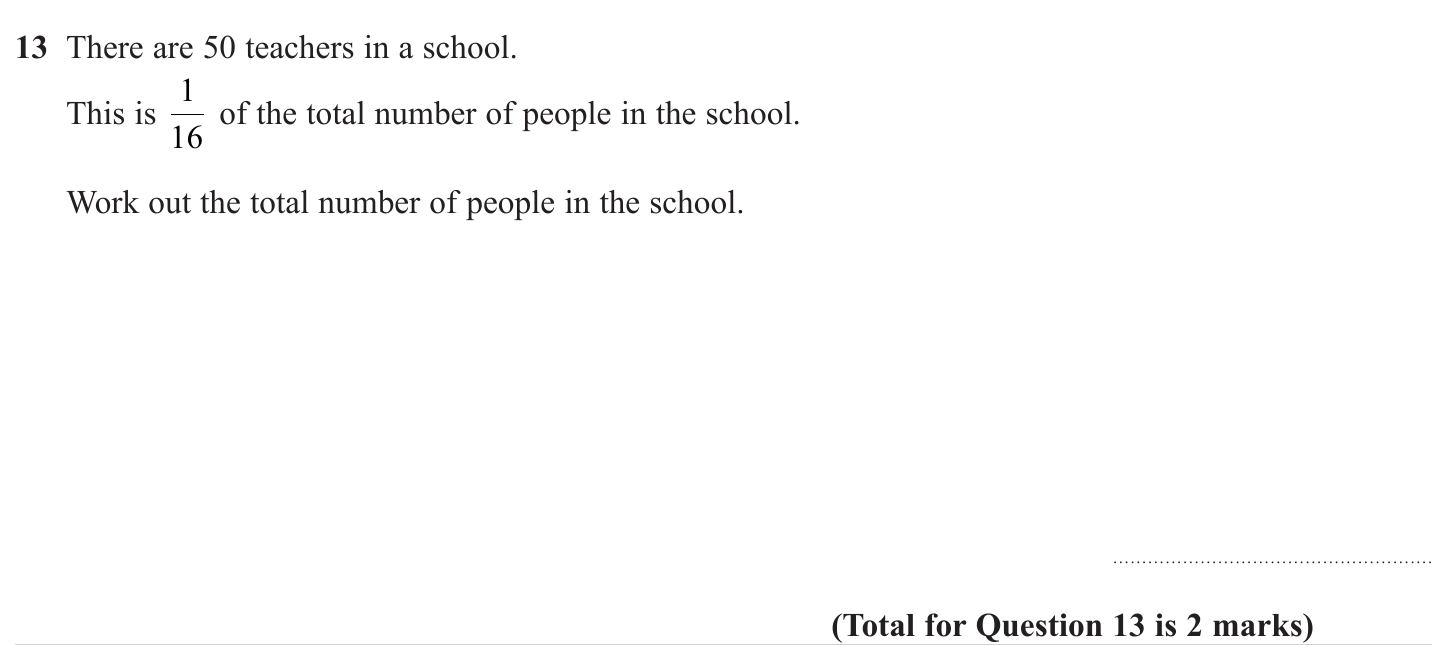 13 There are 50 teachers in a school.
This is 1/16 of the total number of people in the school.
Work out the total number of people in the school.
(Total for Question 13 is 2 marks)